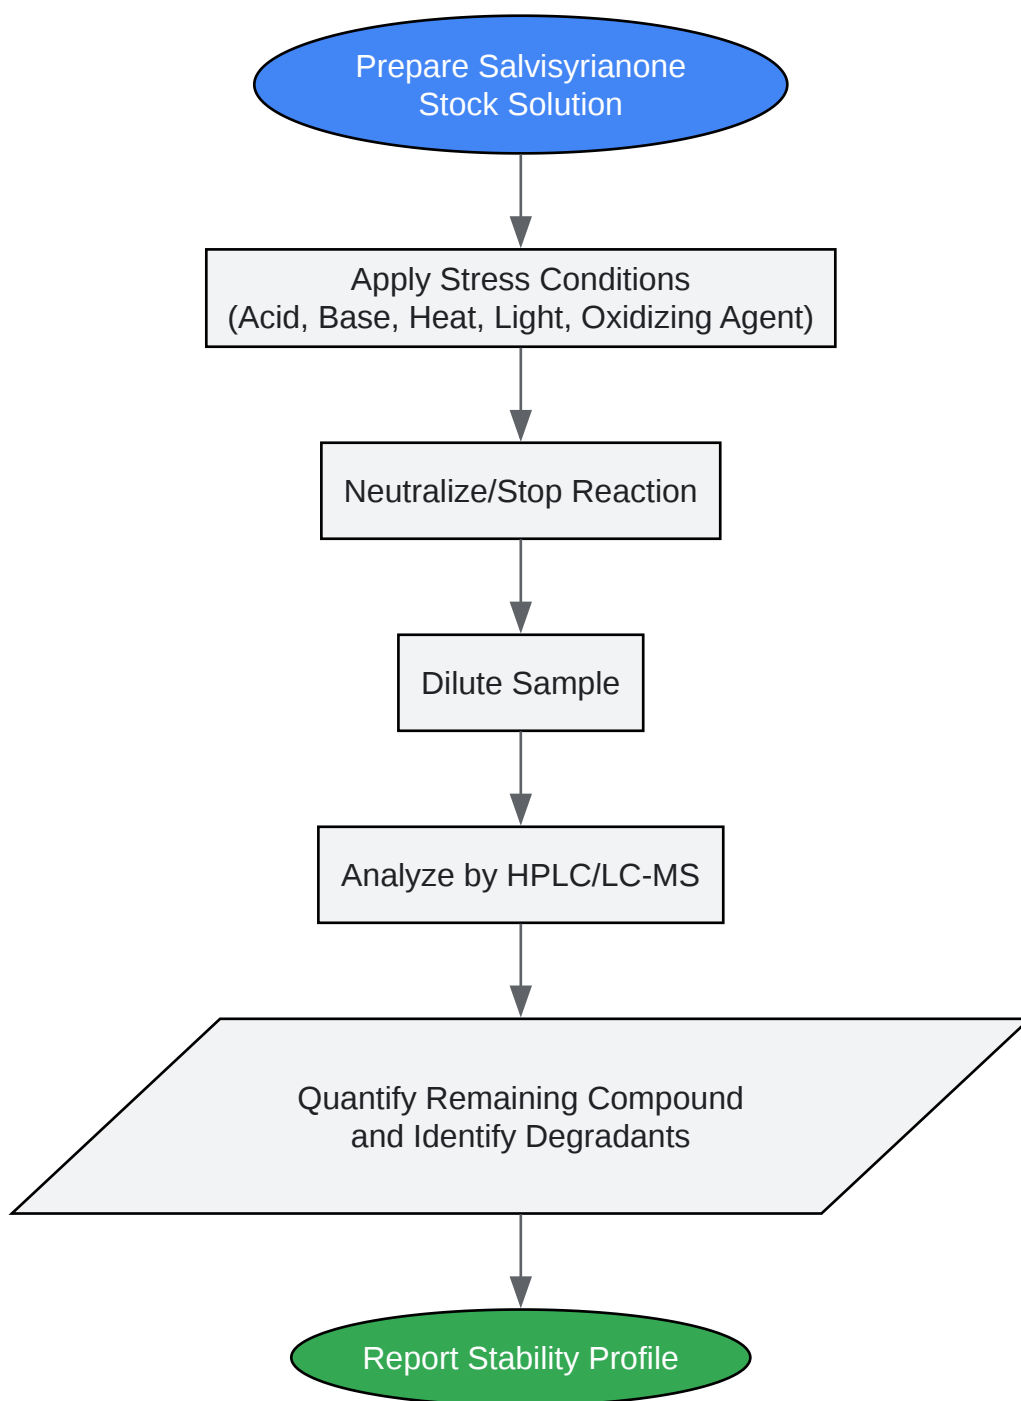 Prepare Salvisyrianone
Stock Solution
Apply Stress Conditions
(Acid, Base, Heat, Light, Oxidizing Agent)
Neutralize/Stop Reaction
Dilute Sample
Analyze by HPLC/LC-MS
Quantify Remaining Compound
and Identify Degradants
Report Stability Profile